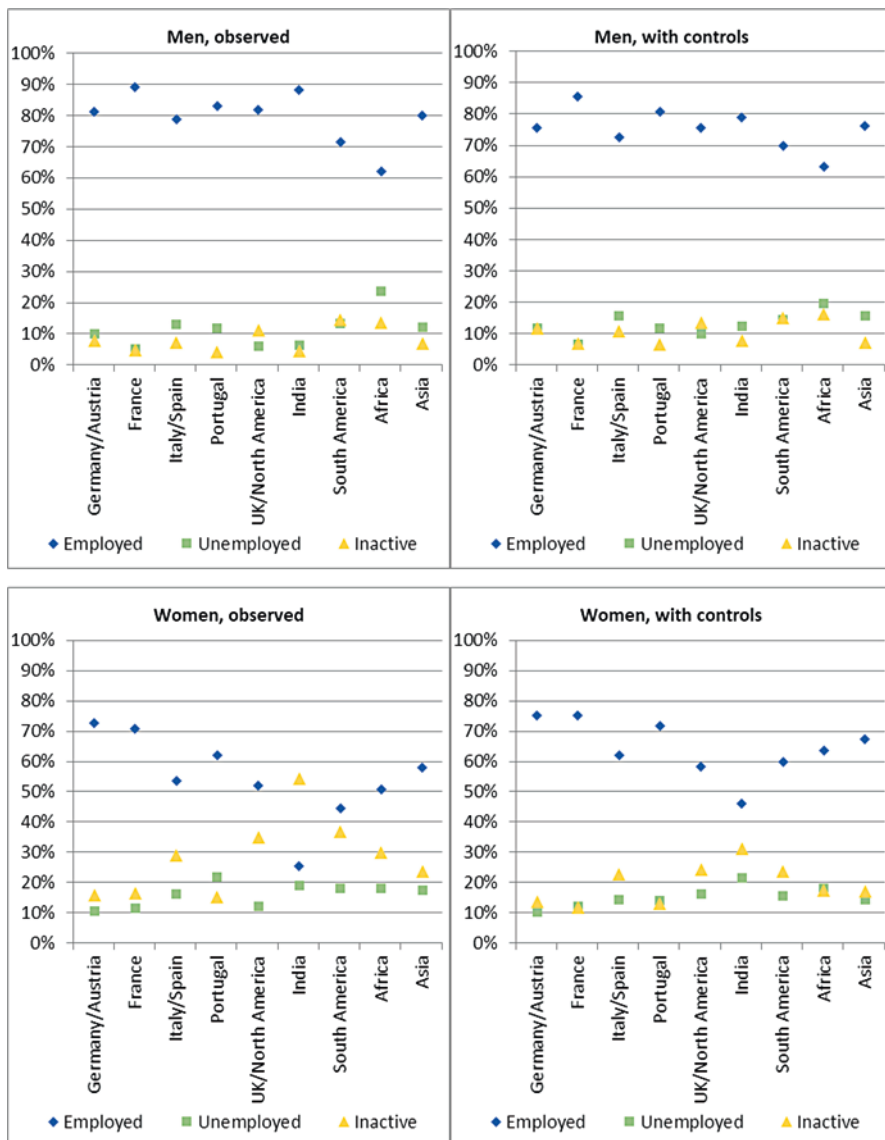 Men, observed
100%
90%
80%
70%
60%
50%
40%
30%
20%
10%
0%
Germany/Austria
France
Italy/Spain
Portugal
UK/North America
India
South America
Africa
Asia
Employed Unemployed Inactive
Men, with controls
100%
90%
80%
70%
60%
50%
40%
30%
20%
10%
0%
Germany/Austria
France
Italy/Spain
Portugal
UK/North America
India
South America
Africa
Asia
Employed Unemployed Inactive
Women, observed
100%
90%
80%
70%
60%
50%
40%
30%
20%
10%
0%
Germany/Austria
France
Italy/Spain
Portugal
UK/North America
India
South America
Africa
Asia
Employed Unemployed Inactive
Women, with controls
100%
90%
80%
70%
60%
50%
40%
30%
20%
10%
0%
Germany/Austria
France
Italy/Spain
Portugal
UK/North America
India
South America
Africa
Asia
Employed Unemployed Inactive